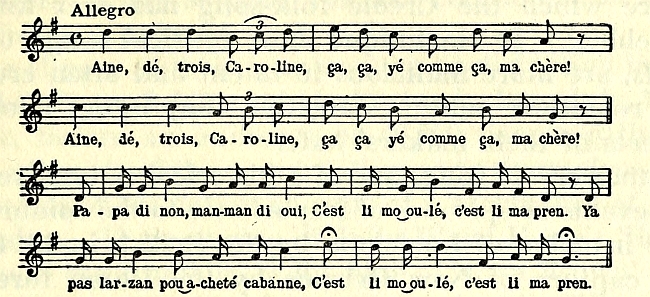 Allegro
3
Aine, dé, trois, Ca-ro-line, ça, ça, yé comme ça, ma chère!
3
Aine, dé, trois, Ca-ro-line, ça ça yé comme ça, ma chère!
Pa-pa di non, man-man di oui, C'est li mo ou-lé, c'est li ma pren. Ya
pas lar-zan pou a-cheté cabanne, C'est li mo ou-lé, c'est li ma pren.